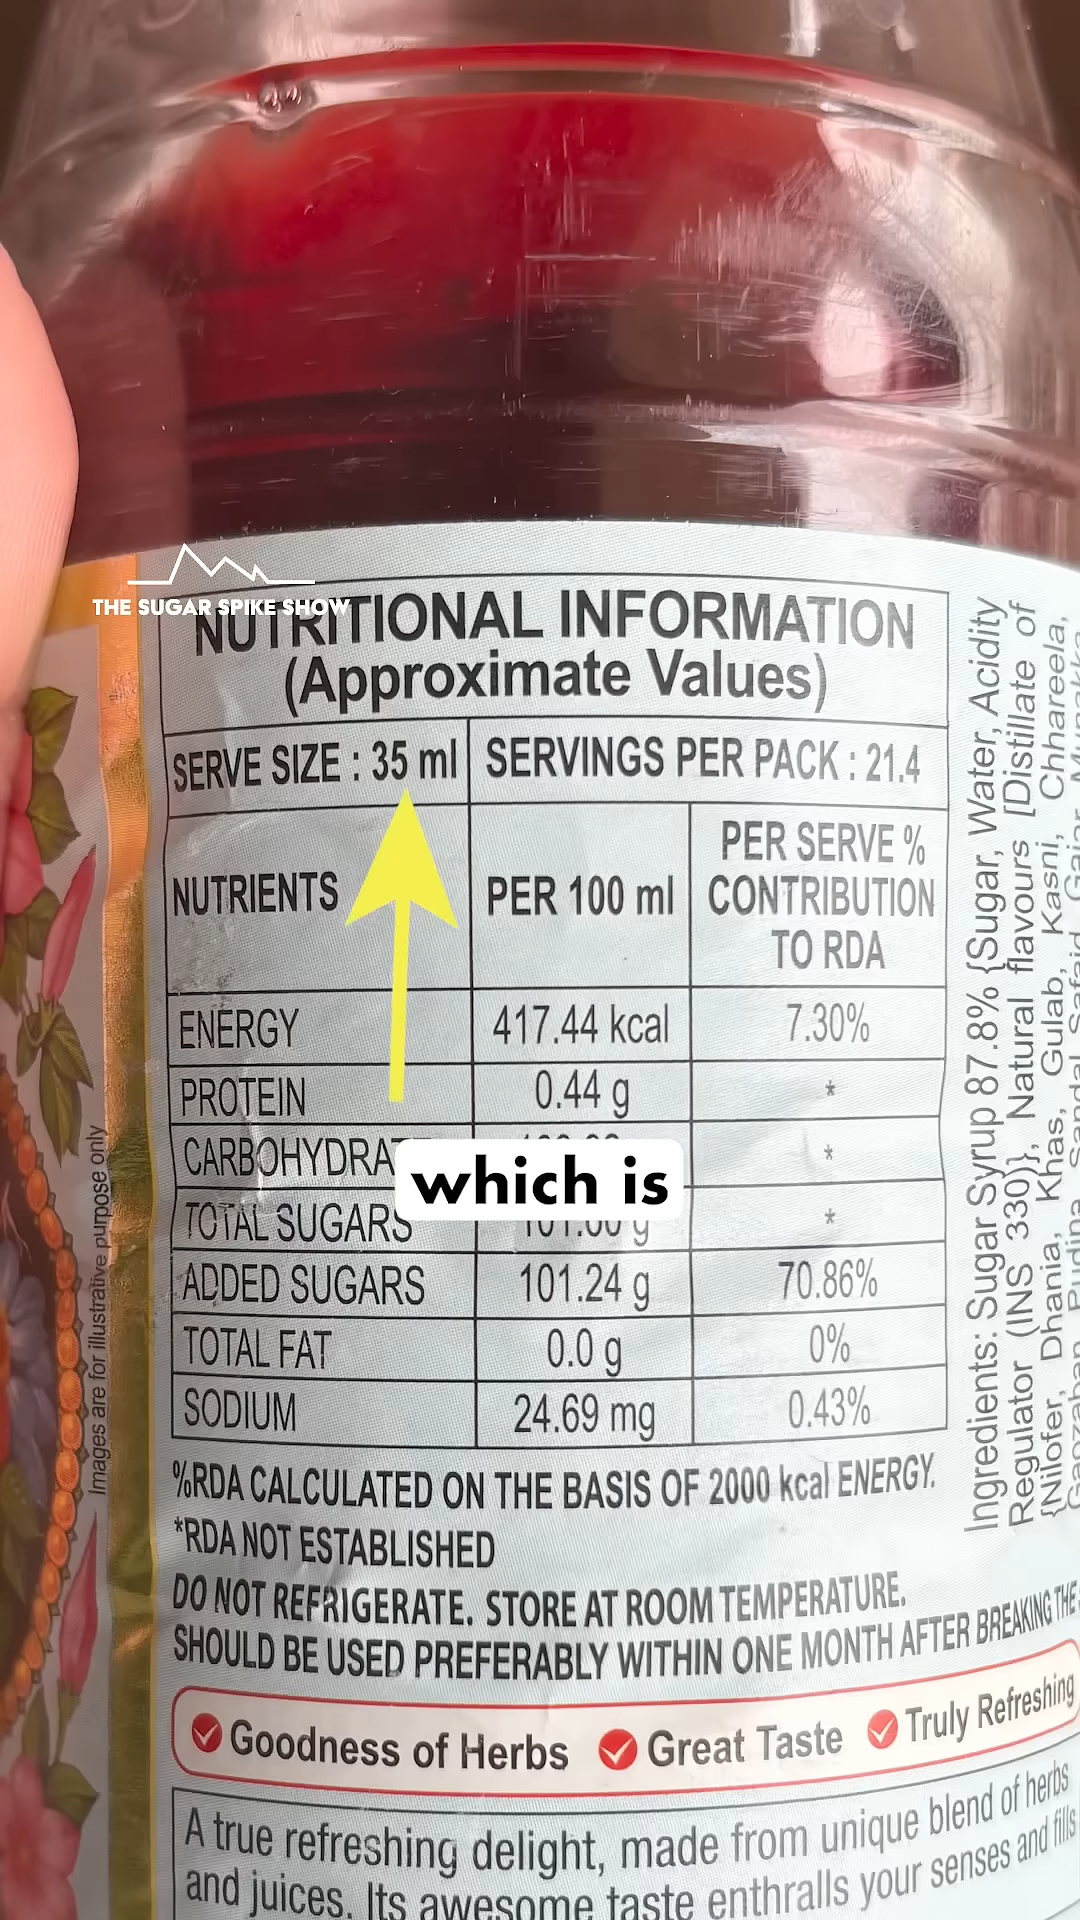 THE SUGAR SPIKE SHOW
NUTRITIONAL INFORMATION
(Approximate Values)
SERVE SIZE : 35 ml SERVINGS PER PACK : 21.4
NUTRIENTS PER 100 ml PER SERVE % CONTRIBUTION TO RDA
ENERGY 417.44 kcal 7.30%
PROTEIN 0.44 g *
CARBOHYDRA *
which is
TOTAL SUGARS *
ADDED SUGARS 101.24 g 70.86%
TOTAL FAT 0.0 g 0%
SODIUM 24.69 mg 0.43%
%RDA CALCULATED ON THE BASIS OF 2000 kcal ENERGY.
*RDA NOT ESTABLISHED
DO NOT REFRIGERATE. STORE AT ROOM TEMPERATURE.
SHOULD BE USED PREFERABLY WITHIN ONE MONTH AFTER BREAKING THE
Goodness of Herbs Great Taste Truly Refreshing
A true refreshing delight, made from unique blend of herbs
and juices. Its awesome taste enthralls your senses and fills
Images are for illustrative purpose only
Ingredients: Sugar Syrup 87.8% {Sugar, Water, Acidity
Regulator (INS 330)}, Natural flavours [Distillate of
{Nilofer, Dhania, Khas, Gulab, Kasni, Chhareela,
Gaozaban, Pudina, Sandal Safaid, Gajar, Munakka,